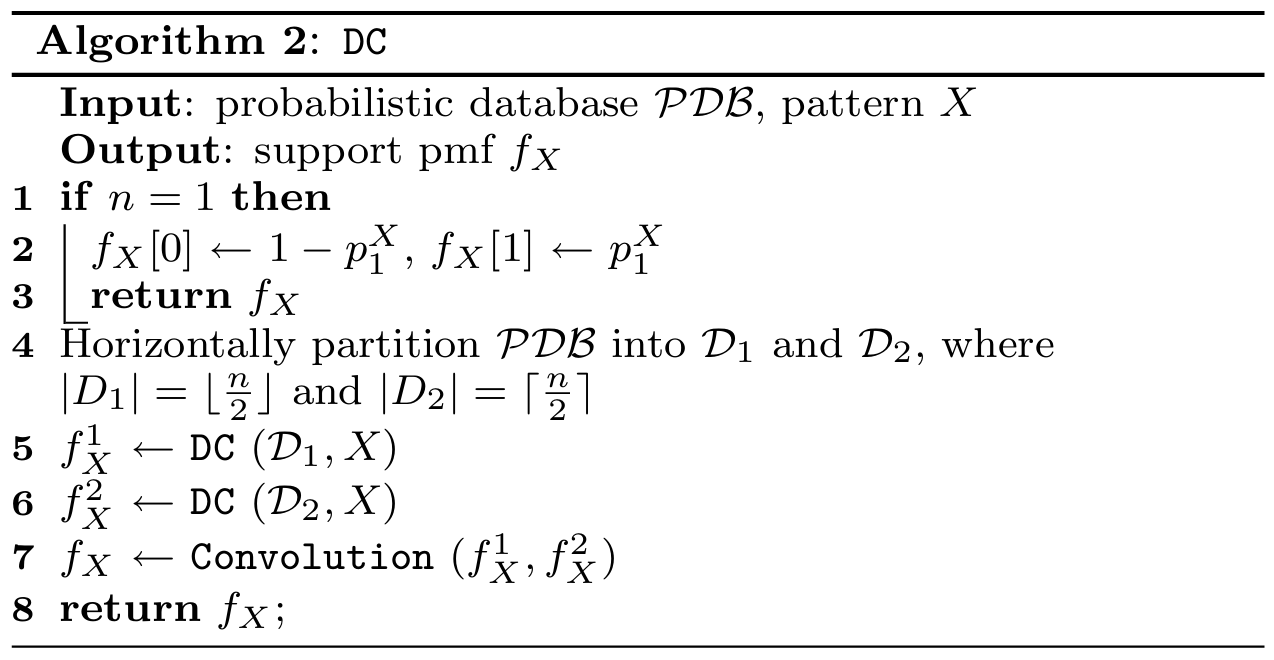 Algorithm 2: DC
Input: probabilistic database 𝒫𝒟ℬ, pattern X
Output: support pmf f_X
1 if n = 1 then
2 f_X[0] ← 1 − p_1^X, f_X[1] ← p_1^X
3 return f_X
4 Horizontally partition 𝒫𝒟ℬ into 𝒟_1 and 𝒟_2, where
|D_1| = ⌊n/2⌋ and |D_2| = ⌈n/2⌉
5 f_X^1 ← DC (𝒟_1, X)
6 f_X^2 ← DC (𝒟_2, X)
7 f_X ← Convolution (f_X^1, f_X^2)
8 return f_X;